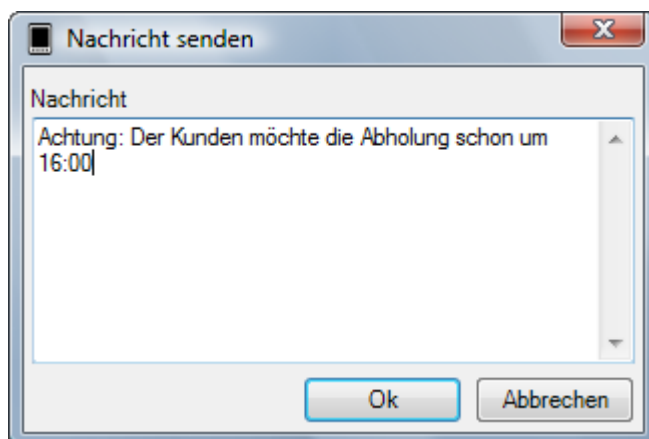 Nachricht senden
Nachricht
Achtung: Der Kunden möchte die Abholung schon um
16:00
Ok
Abbrechen